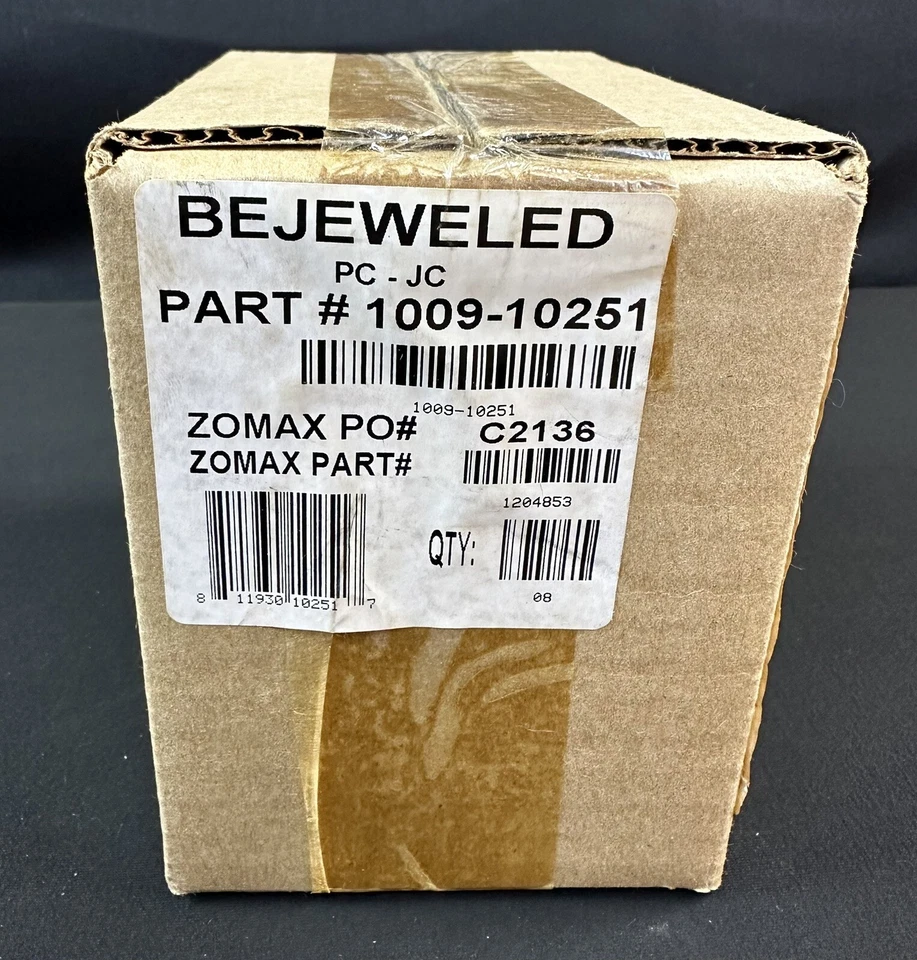 BEJEWELED
PC - JC
PART # 1009-10251
1009-10251
ZOMAX PO# C2136
ZOMAX PART#
1204853
QTY:
8 11930 10251 7
08